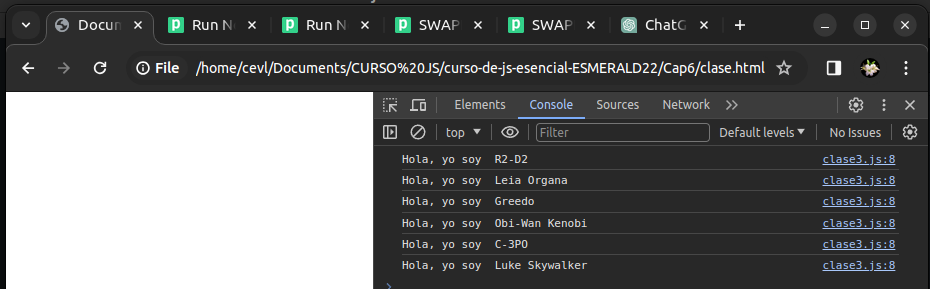 Docum
Run N
Run N
SWAP
SWAP
ChatG
File /home/cevl/Documents/CURSO%20JS/curso-de-js-esencial-ESMERALD22/Cap6/clase.html
Elements Console Sources Network
top Filter Default levels No Issues
Hola, yo soy R2-D2 clase3.js:8
Hola, yo soy Leia Organa clase3.js:8
Hola, yo soy Greedo clase3.js:8
Hola, yo soy Obi-Wan Kenobi clase3.js:8
Hola, yo soy C-3PO clase3.js:8
Hola, yo soy Luke Skywalker clase3.js:8